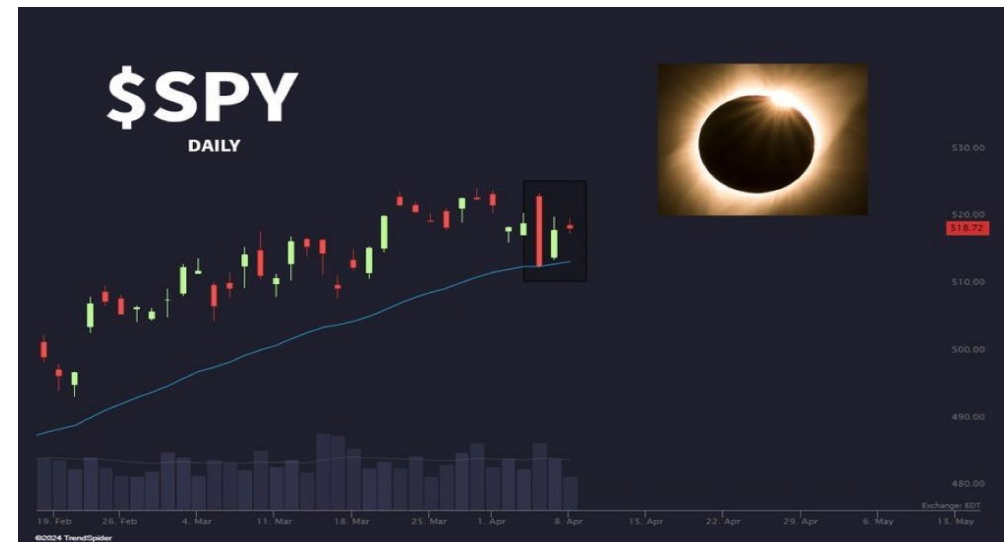 $SPY
DAILY
530.00
520.00
518.72
510.00
500.00
490.00
480.00
Exchange: EDT
19. Feb 26. Feb 4. Mar 11. Mar 18. Mar 25. Mar 1. Apr 8. Apr 15. Apr 22. Apr 29. Apr 6. May 13. May
©2024 TrendSpider